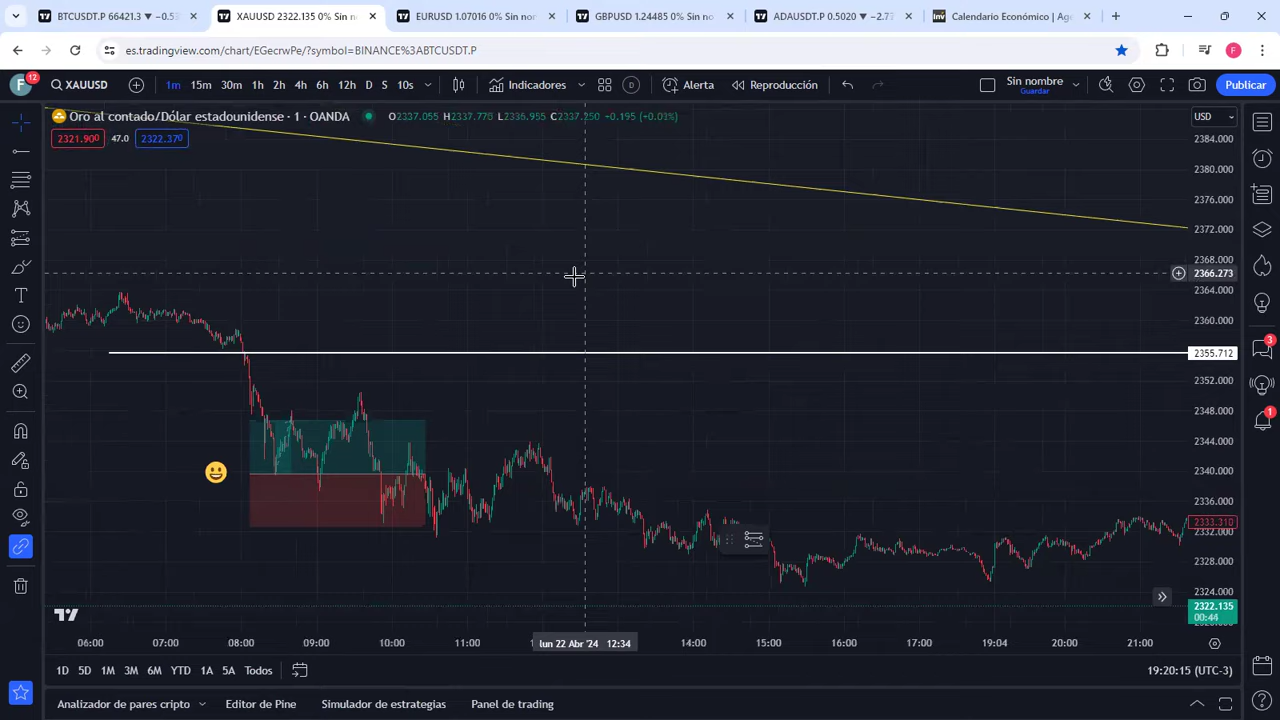 BTCUSDT.P 66421.3 ▼ −0.5
XAUUSD 2322.135 0% Sin n
EURUSD 1.07016 0% Sin no
GBPUSD 1.24485 0% Sin no
ADAUSDT.P 0.5020 ▼ −2.7
Inv Calendario Económico | Ag
es.tradingview.com/chart/EGecrwPe/?symbol=BINANCE%3ABTCUSDT.P
F
F 12 XAUUSD 1m 15m 30m 1h 2h 4h 6h 12h D S 10s Indicadores D Alerta Reproducción Sin nombre Publicar
Guardar
Oro al contado/Dólar estadounidense · 1 · OANDA O2337.055 H2337.775 L2336.955 C2337.250 +0.195 (+0.01%)
USD
2321.900 47.0 2322.370
2384.000
2380.000
2376.000
2372.000
2368.000
2366.273
2364.000
2360.000
2355.712
2352.000
2348.000
2344.000
2340.000
2336.000
2333.310
2332.000
2328.000
2324.000
2322.135
00:44
3
1
06:00 07:00 08:00 09:00 10:00 11:00 lun 22 Abr '24 12:34 14:00 15:00 16:00 17:00 19:04 20:00 21:00
1D 5D 1M 3M 6M YTD 1A 5A Todos 19:20:15 (UTC-3)
Analizador de pares cripto Editor de Pine Simulador de estrategias Panel de trading